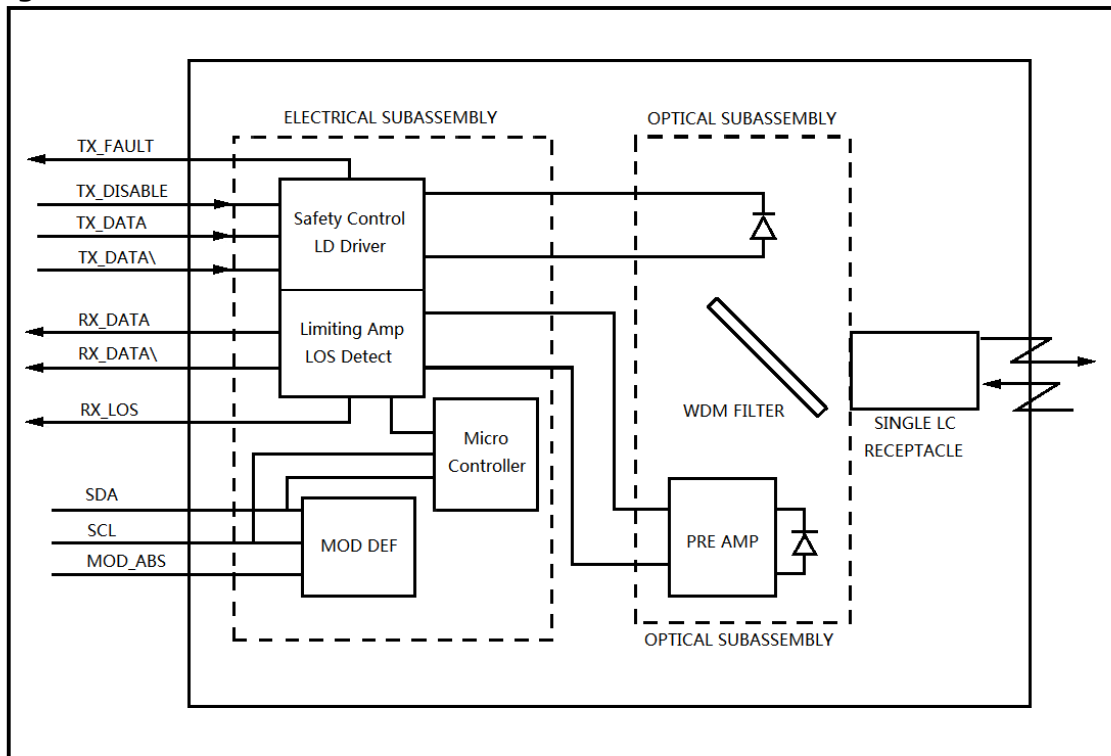 ELECTRICAL SUBASSEMBLY
OPTICAL SUBASSEMBLY
TX_FAULT
TX_DISABLE
TX_DATA
TX_DATA\
Safety Control
LD Driver
RX_DATA
RX_DATA\
RX_LOS
Limiting Amp
LOS Detect
WDM FILTER
SINGLE LC
RECEPTACLE
Micro
Controller
SDA
SCL
MOD_ABS
MOD DEF
PRE AMP
OPTICAL SUBASSEMBLY